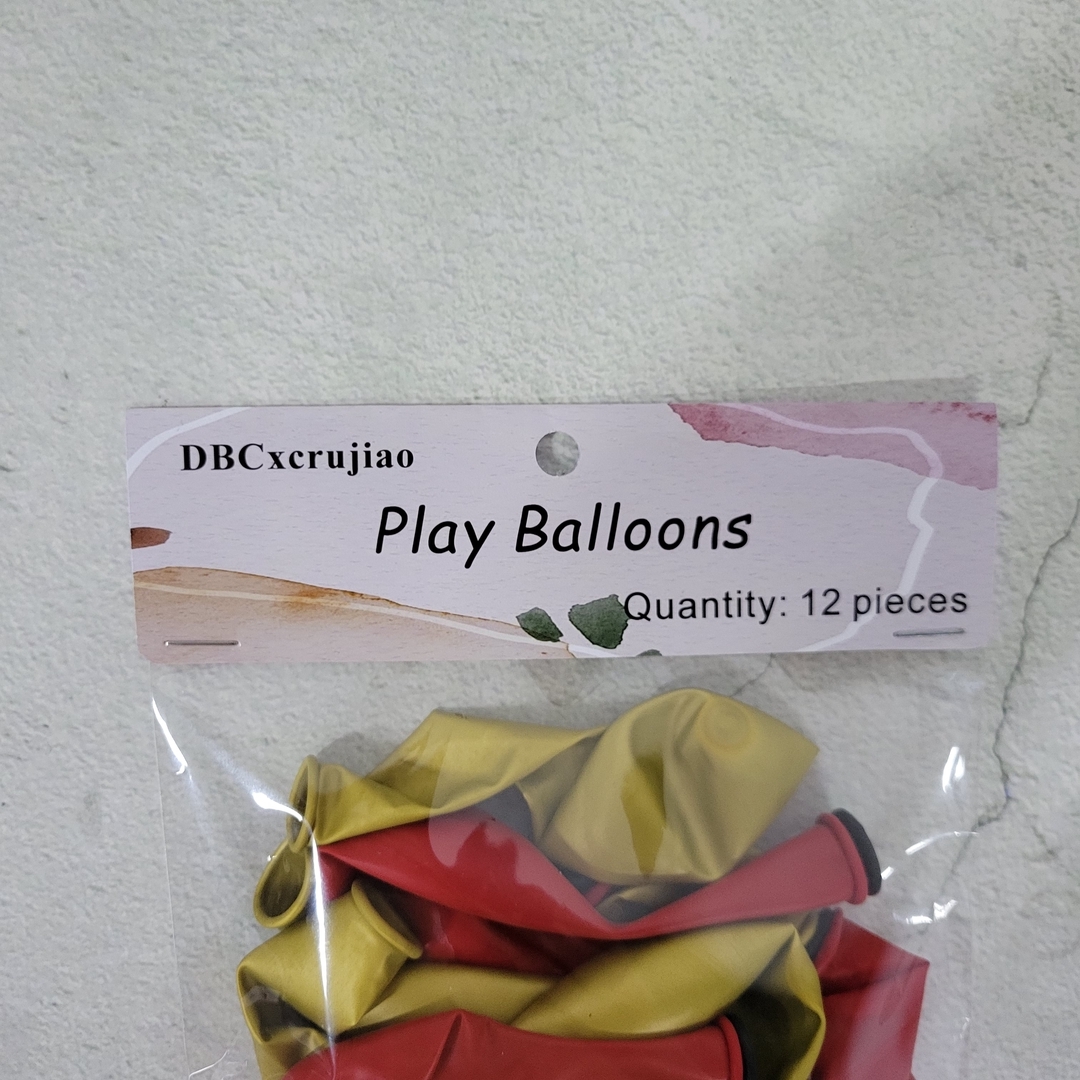 DBCxcrujiao
Play Balloons
Quantity: 12 pieces